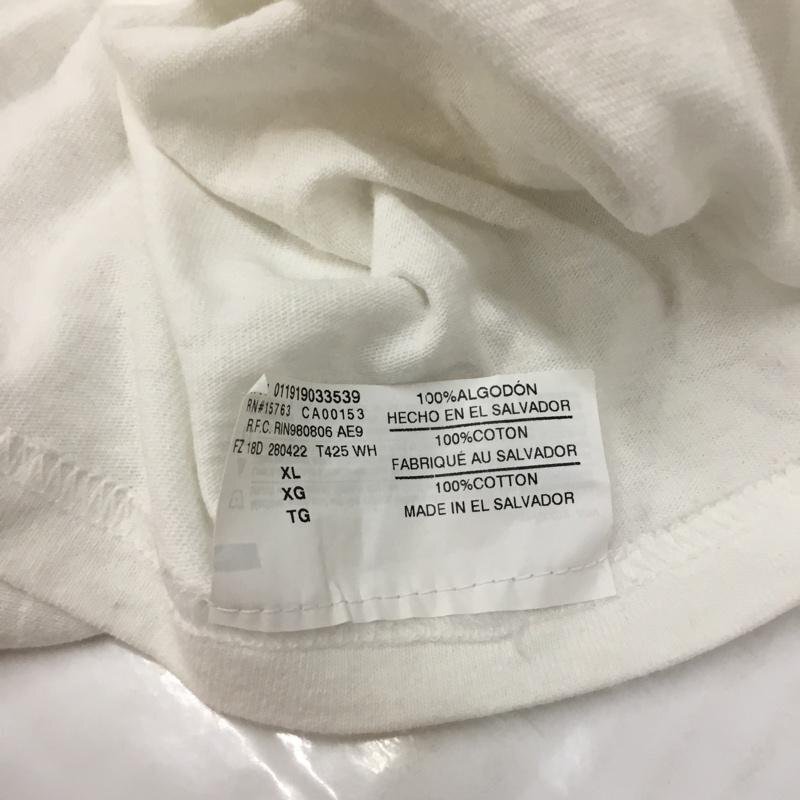 011919033539
RN#15763 CA00153
R.F.C. RIN980806 AE9
FZ 18D 280422 T425 WH
XL
XG
TG
100%ALGODÓN
HECHO EN EL SALVADOR
100%COTON
FABRIQUÉ AU SALVADOR
100%COTTON
MADE IN EL SALVADOR